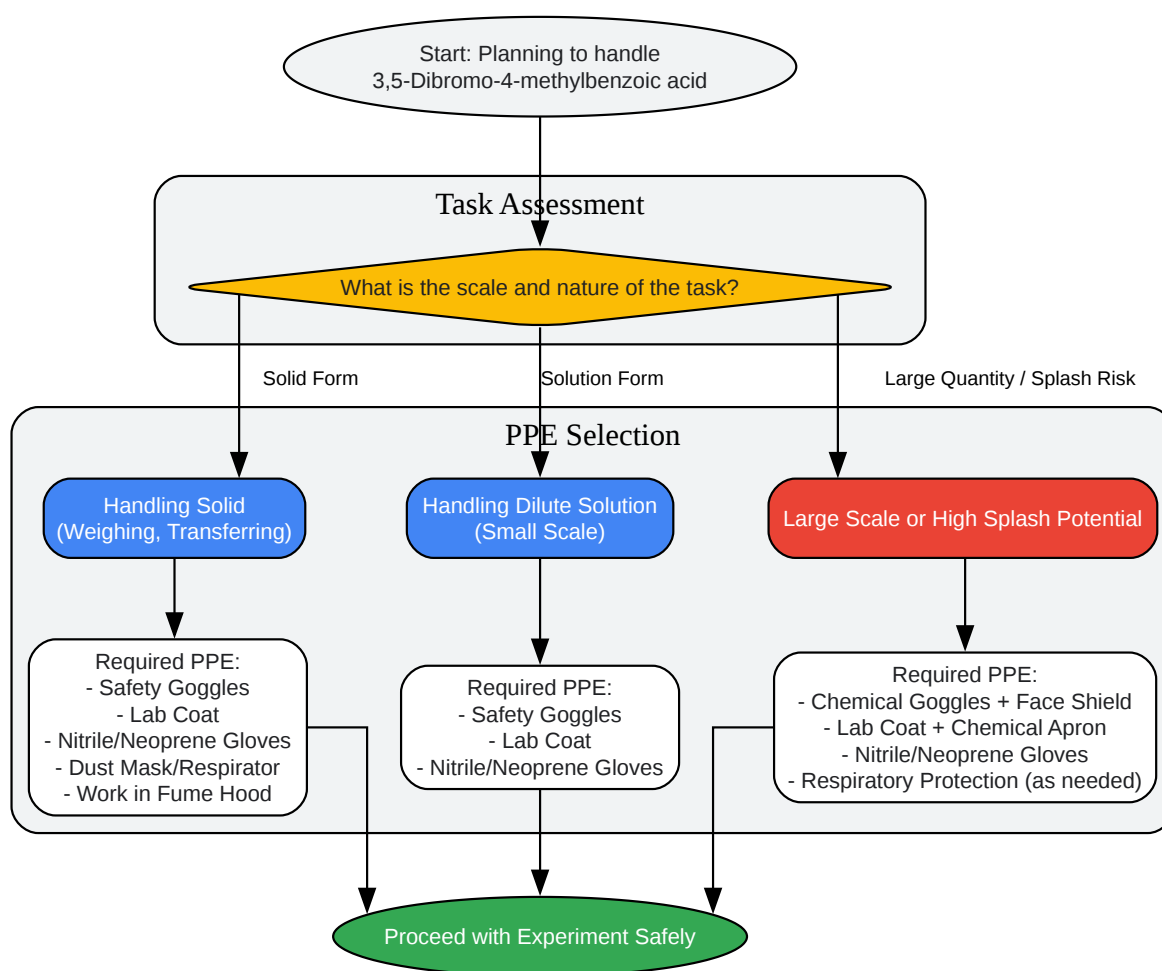 Start: Planning to handle
3,5-Dibromo-4-methylbenzoic acid
Task Assessment
What is the scale and nature of the task?
Solid Form
Solution Form
Large Quantity / Splash Risk
PPE Selection
Handling Solid
(Weighing, Transferring)
Handling Dilute Solution
(Small Scale)
Large Scale or High Splash Potential
Required PPE:
- Safety Goggles
- Lab Coat
- Nitrile/Neoprene Gloves
- Dust Mask/Respirator
- Work in Fume Hood
Required PPE:
- Safety Goggles
- Lab Coat
- Nitrile/Neoprene Gloves
Required PPE:
- Chemical Goggles + Face Shield
- Lab Coat + Chemical Apron
- Nitrile/Neoprene Gloves
- Respiratory Protection (as needed)
Proceed with Experiment Safely